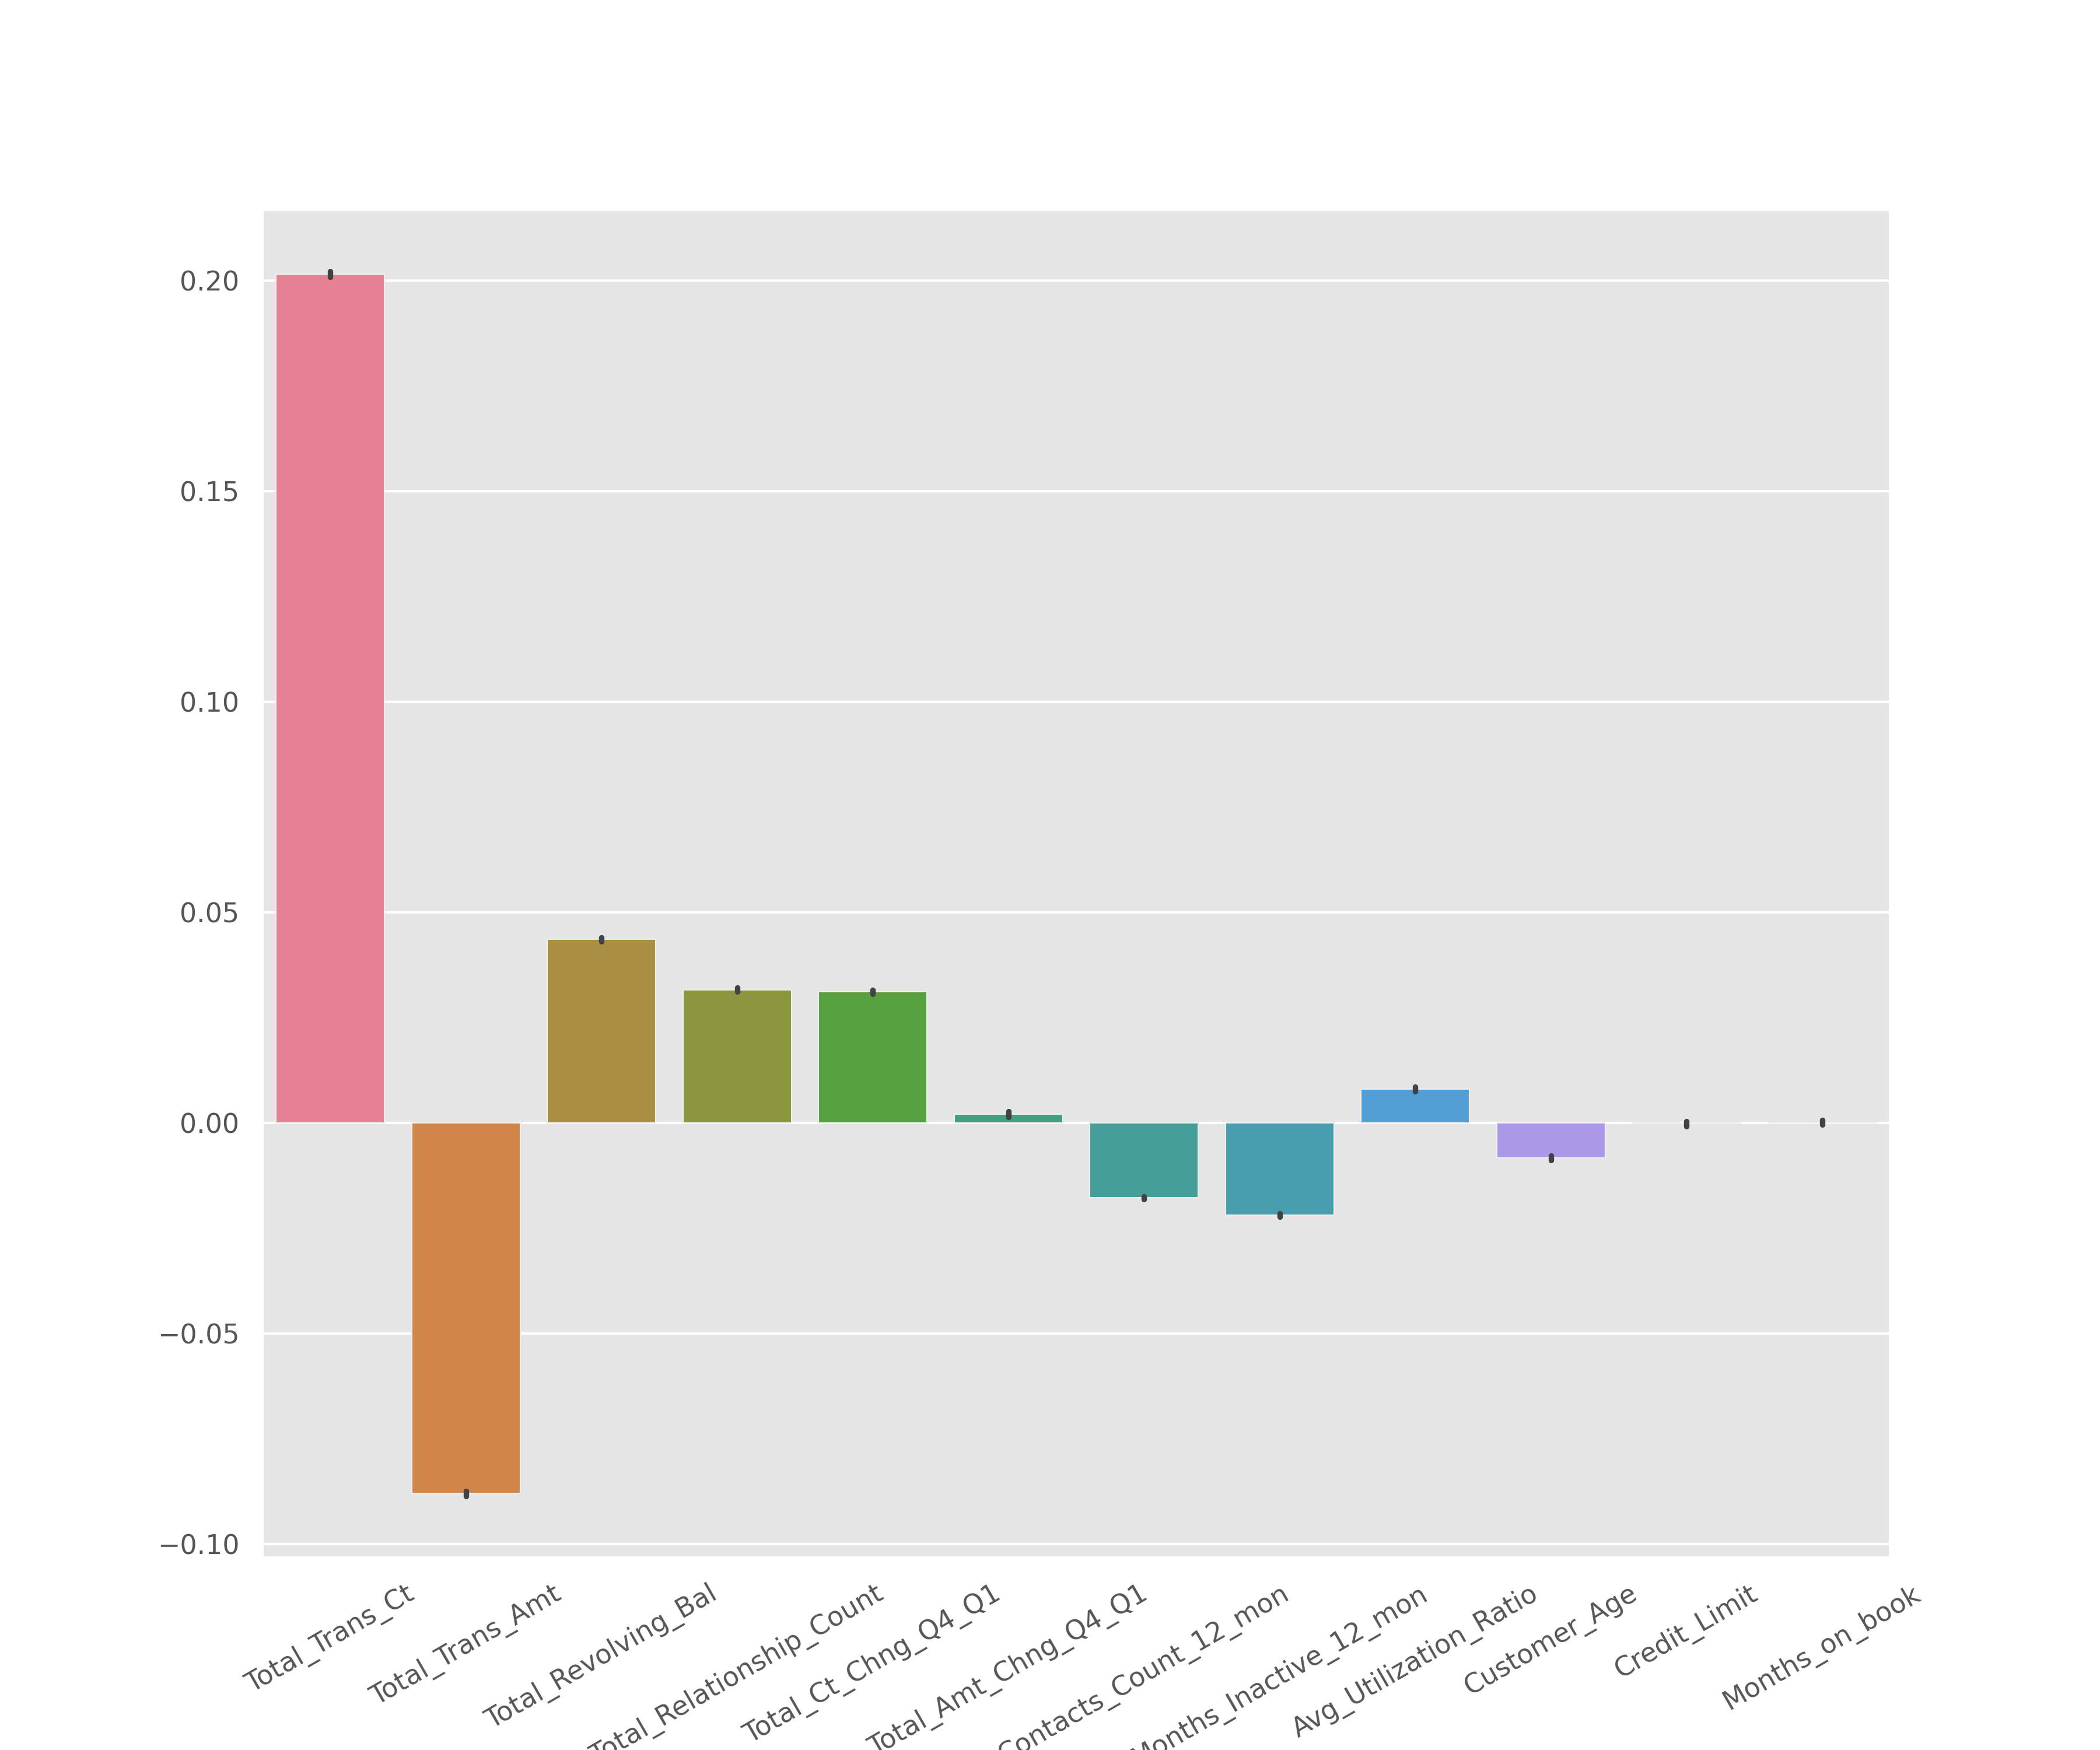 0.20
0.15
0.10
0.05
0.00
−0.05
−0.10
Total_Trans_Ct
Total_Trans_Amt
Total_Revolving_Bal
Total_Relationship_Count
Total_Ct_Chng_Q4_Q1
Total_Amt_Chng_Q4_Q1
Contacts_Count_12_mon
Months_Inactive_12_mon
Avg_Utilization_Ratio
Customer_Age
Credit_Limit
Months_on_book